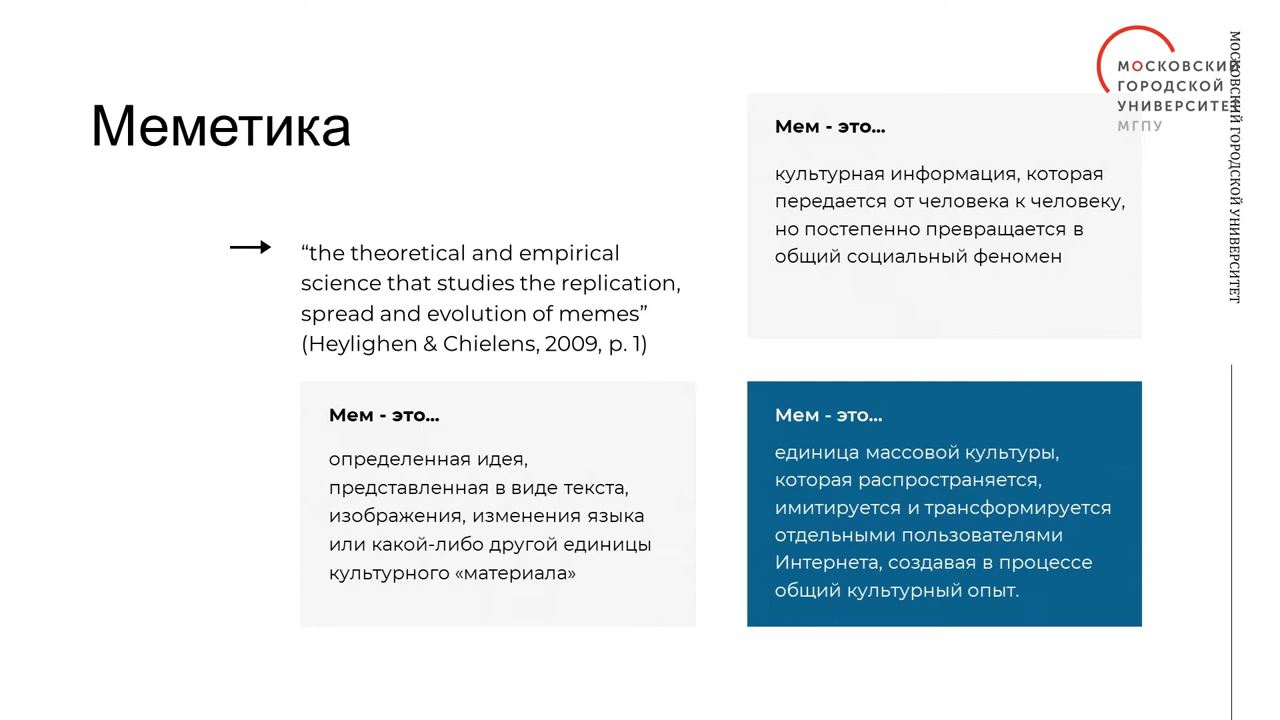 Меметика
“the theoretical and empirical
science that studies the replication,
spread and evolution of memes”
(Heylighen & Chielens, 2009, p. 1)
Мем - это...
культурная информация, которая
передается от человека к человеку,
но постепенно превращается в
общий социальный феномен
Мем - это...
определенная идея,
представленная в виде текста,
изображения, изменения языка
или какой-либо другой единицы
культурного «материала»
Мем - это...
единица массовой культуры,
которая распространяется,
имитируется и трансформируется
отдельными пользователями
Интернета, создавая в процессе
общий культурный опыт.
МОСКОВСКИЙ
ГОРОДСКОЙ
УНИВЕРСИТЕТ
МГПУ
МОСКОВСКИЙ ГОРОДСКОЙ УНИВЕРСИТЕТ